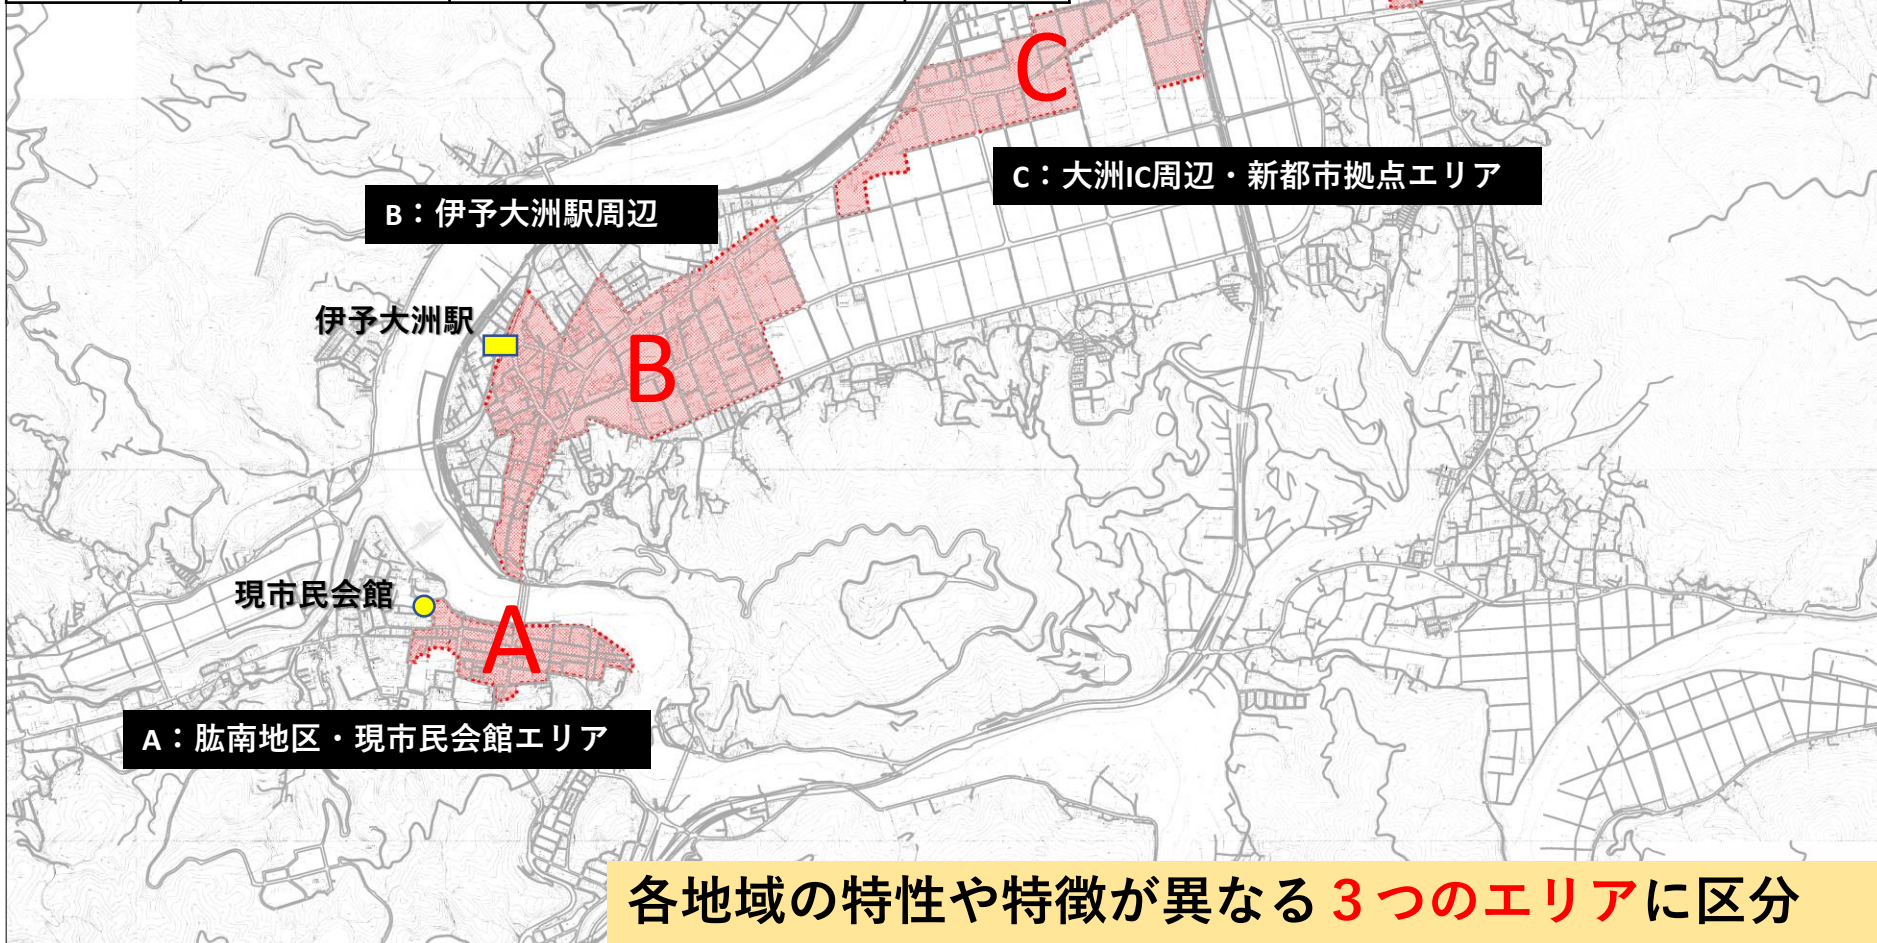 C
C：大洲IC周辺・新都市拠点エリア
B：伊予大洲駅周辺
伊予大洲駅
B
現市民会館
A
A：肱南地区・現市民会館エリア
各地域の特性や特徴が異なる３つのエリアに区分